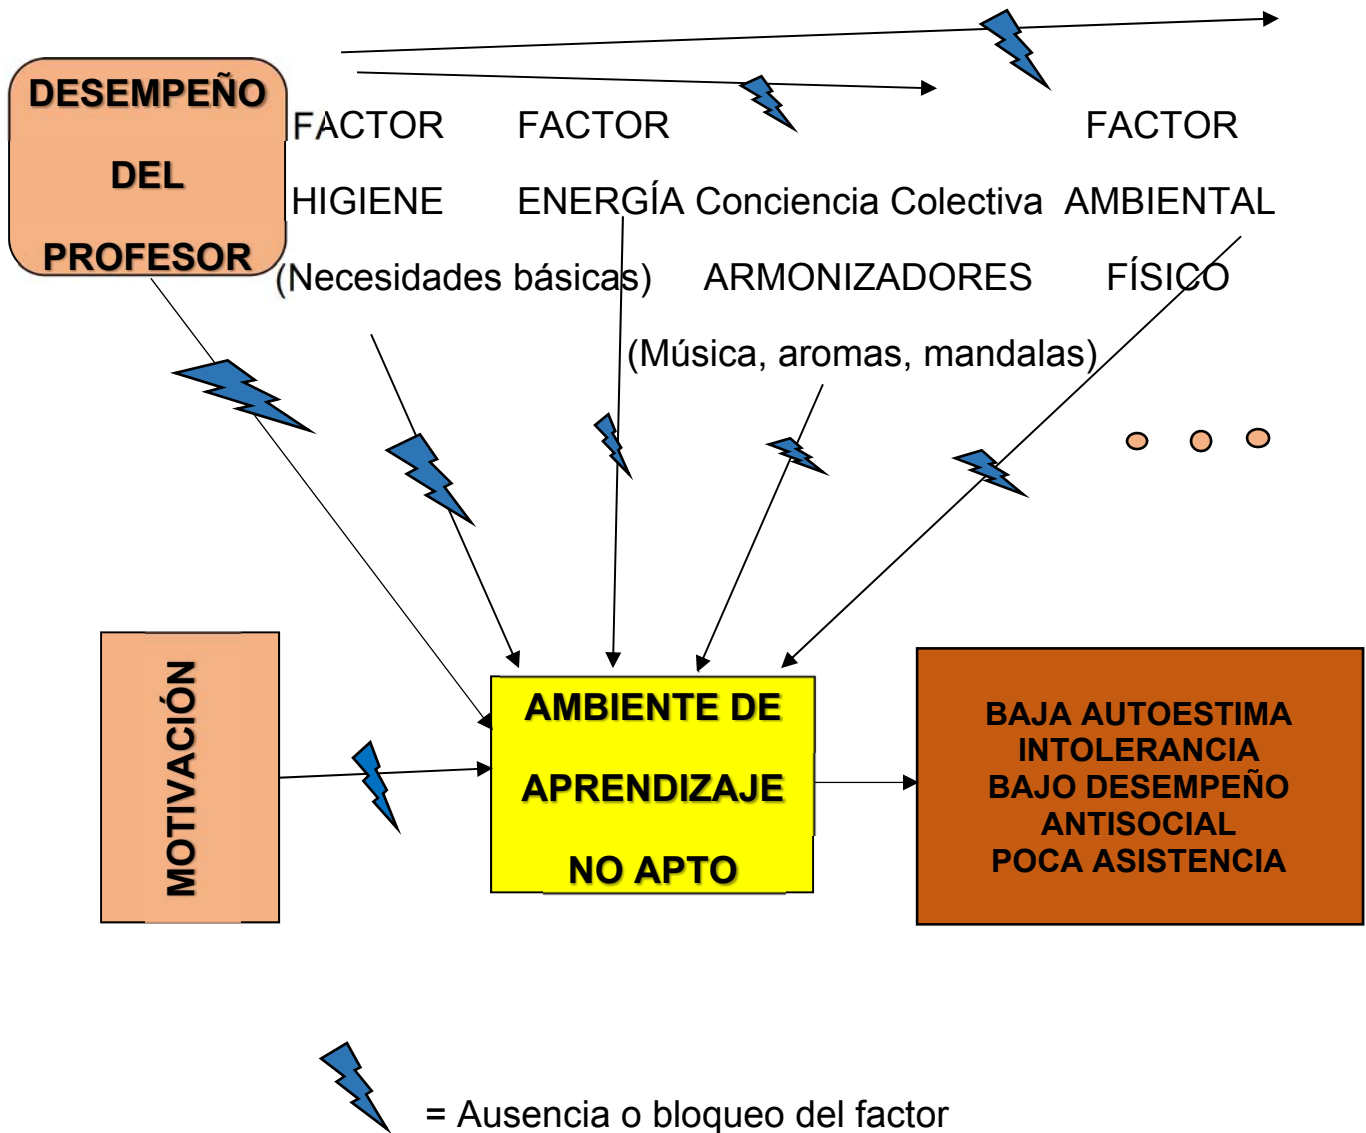 DESEMPEÑO
DEL
PROFESOR
FACTOR FACTOR FACTOR
HIGIENE ENERGÍA Conciencia Colectiva AMBIENTAL
(Necesidades básicas) ARMONIZADORES FÍSICO
(Música, aromas, mandalas)
MOTIVACIÓN
AMBIENTE DE
APRENDIZAJE
NO APTO
BAJA AUTOESTIMA
INTOLERANCIA
BAJO DESEMPEÑO
ANTISOCIAL
POCA ASISTENCIA
= Ausencia o bloqueo del factor